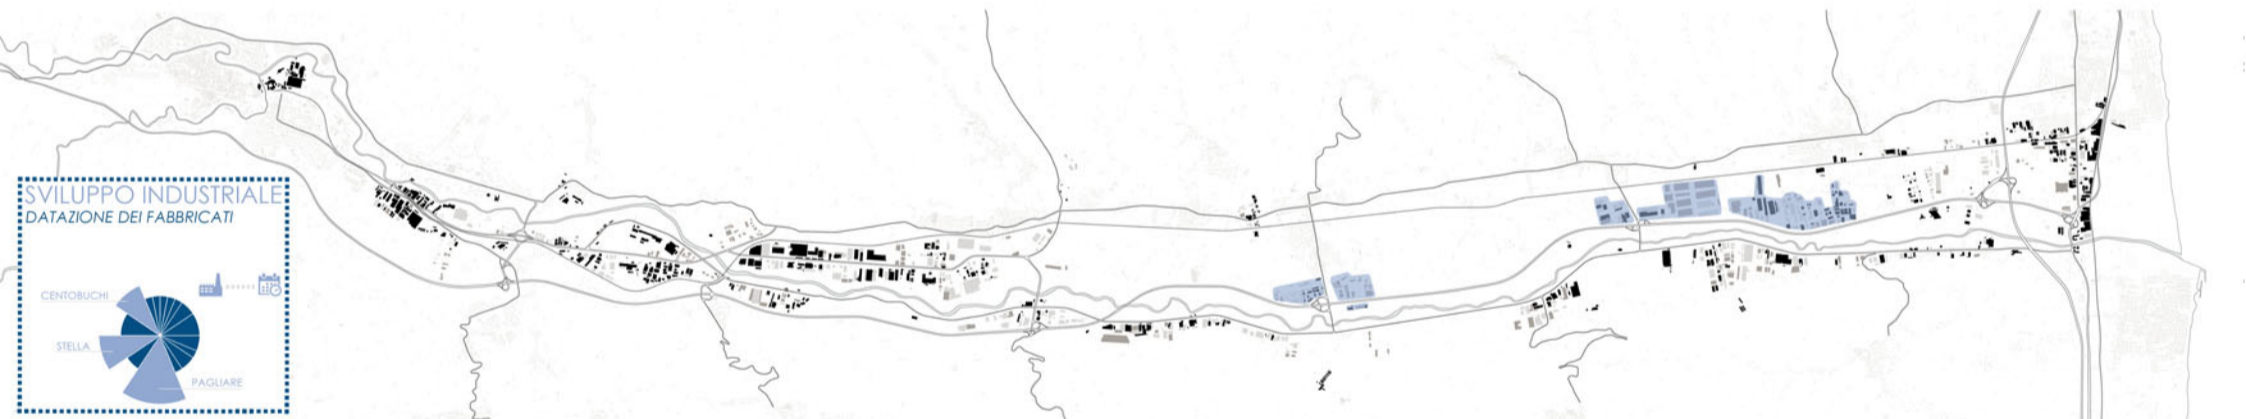 SVILUPPO INDUSTRIALE
DATAZIONE DEI FABBRICATI
CENTOBUCHI
STELLA
PAGLIARE